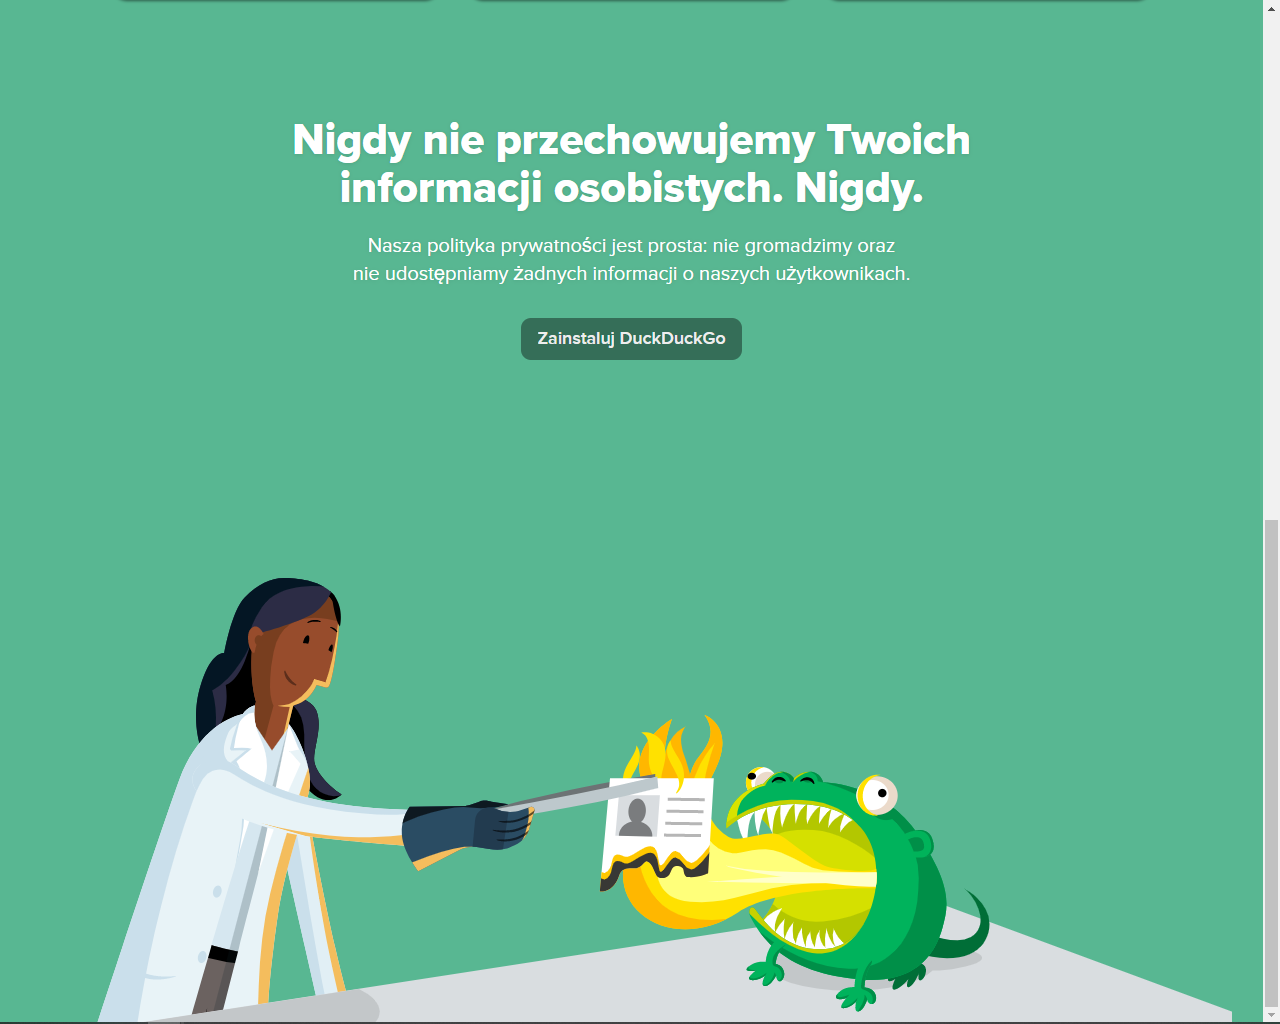 Nigdy nie przechowujemy Twoich
informacji osobistych. Nigdy.
Nasza polityka prywatności jest prosta: nie gromadzimy oraz
nie udostępniamy żadnych informacji o naszych użytkownikach.
Zainstaluj DuckDuckGo